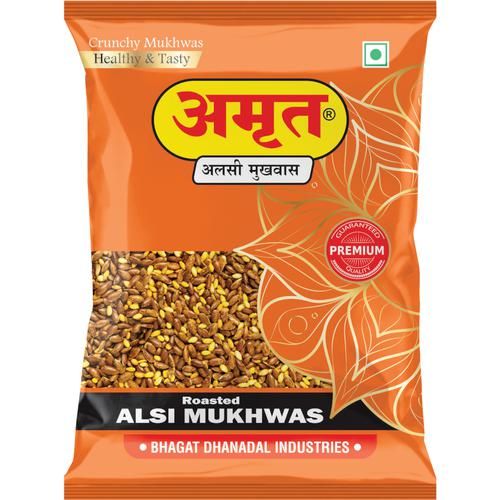 Crunchy Mukhwas
Healthy & Tasty
अमृत®
अलसी मुखवास
GUARANTEED
PREMIUM
QUALITY
Roasted
ALSI MUKHWAS
• BHAGAT DHANADAL INDUSTRIES •